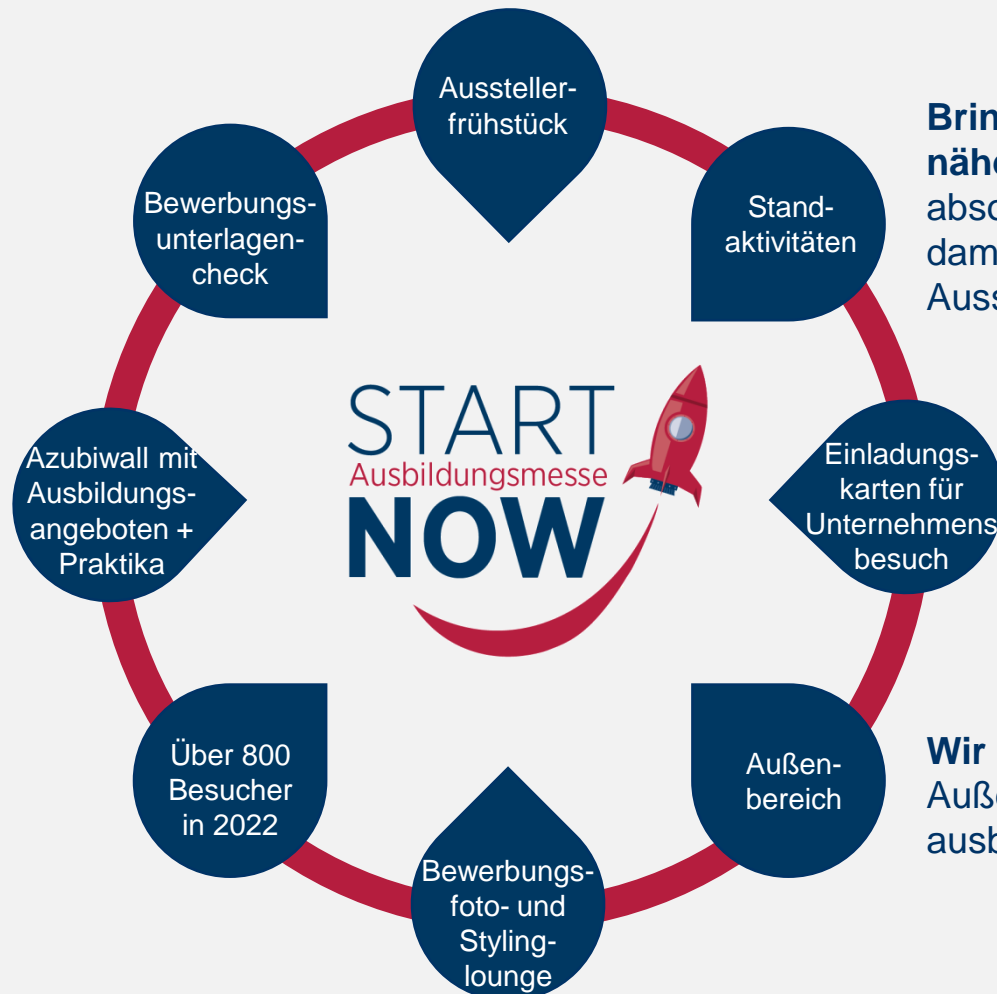 Aussteller-
frühstück
Stand-
aktivitäten
Einladungs-
karten für
Unternehmens
besuch
Außen-
bereich
Bewerbungs-
foto- und
Styling-
lounge
Über 800
Besucher
in 2022
Azubiwall mit
Ausbildungs-
angeboten +
Praktika
Bewerbungs-
unterlagen-
check
START
Ausbildungsmesse
NOW
Wir